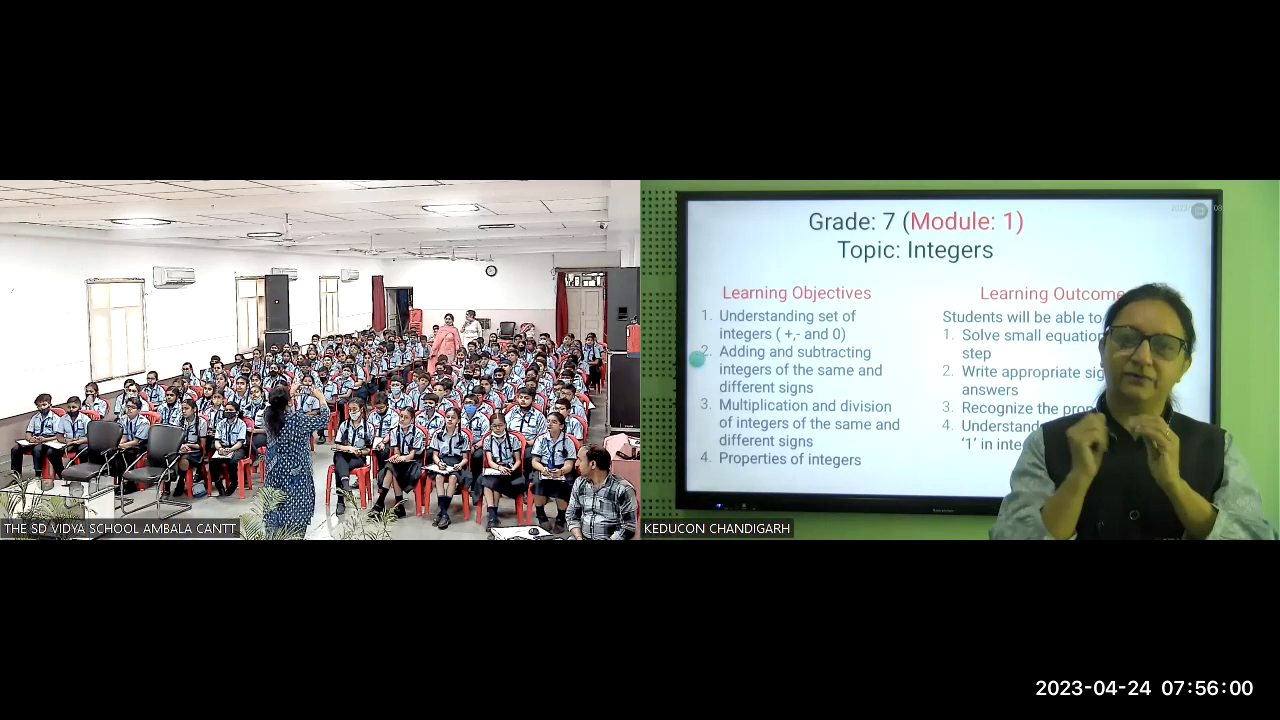 Grade: 7 (Module: 1)
Topic: Integers
Learning Objectives
1. Understanding set of
integers ( +,- and 0)
2. Adding and subtracting
integers of the same and
different signs
3. Multiplication and division
of integers of the same and
different signs
4. Properties of integers
Learning Outcome
Students will be able to
1. Solve small equation
step
2. Write appropriate sig
answers
3. Recognize the prop
4. Understand
'1' in inte
THE SD VIDYA SCHOOL AMBALA CANTT
KEDUCON CHANDIGARH
2023-04-24 07:56:00